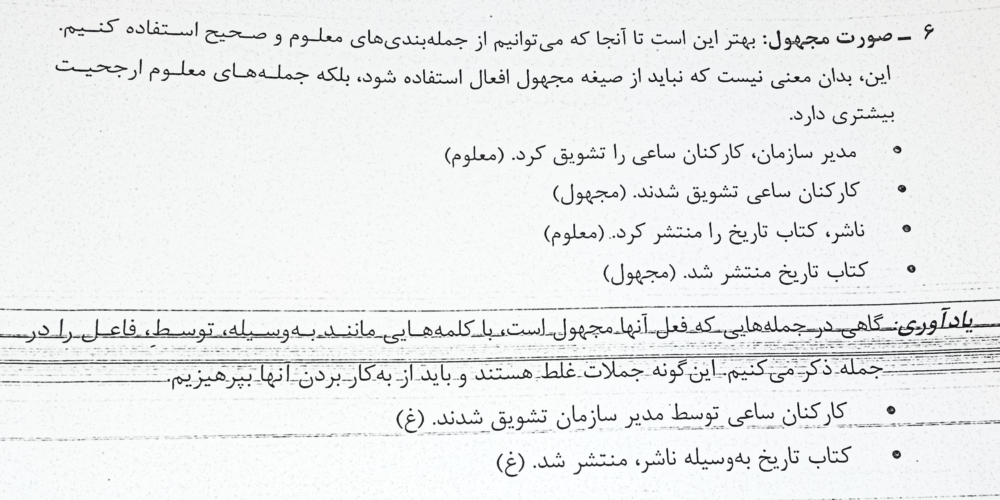 ۶ ـ صورت مجهول: بهتر این است تا آنجا که می‌توانیم از جمله‌بندی‌های معلوم و صحیح استفاده کنیم.
این، بدان معنی نیست که نباید از صیغه مجهول افعال استفاده شود، بلکه جمله‌های معلوم ارجحیت
بیشتری دارد.
• مدیر سازمان، کارکنان ساعی را تشویق کرد. (معلوم)
• کارکنان ساعی تشویق شدند. (مجهول)
• ناشر، کتاب تاریخ را منتشر کرد. (معلوم)
• کتاب تاریخ منتشر شد. (مجهول)
یادآوری: گاهی در جمله‌هایی که فعل آنها مجهول است، با کلمه‌هایی مانند به‌وسیله، توسطِ، فاعل را در
جمله ذکر می‌کنیم. این‌گونه جملات غلط هستند و باید از به‌کار بردن آنها بپرهیزیم.
• کارکنان ساعی توسط مدیر سازمان تشویق شدند. (غ)
• کتاب تاریخ به‌وسیله ناشر، منتشر شد. (غ)